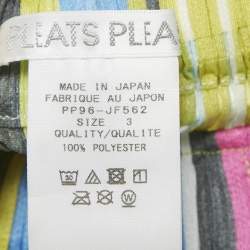 PLEATS PLEA
MADE IN JAPAN
FABRIQUE AU JAPON
PP96-JF562
SIZE 3
QUALITY/QUALITE
100% POLYESTER